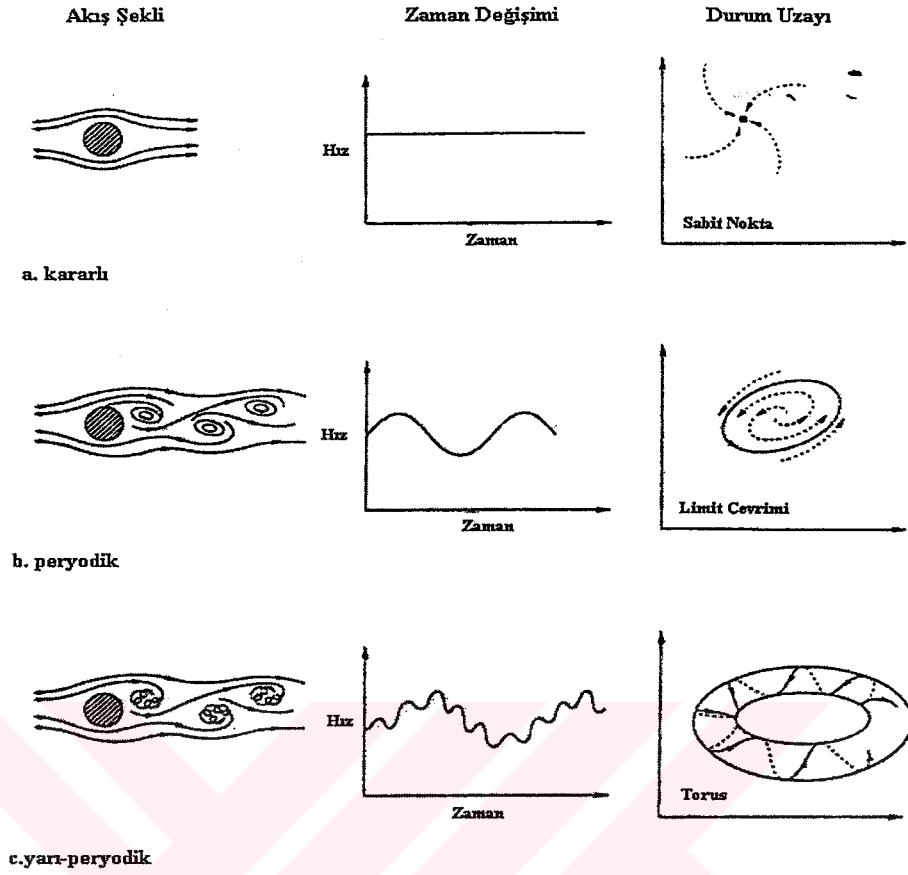 Akış Şekli Zaman Değişimi Durum Uzayı
Hız
Zaman
Sabit Nokta
a. kararlı
Hız
Zaman
Limit Cevrimi
b. peryodik
Hız
Zaman
Torus
c.yarı-peryodik